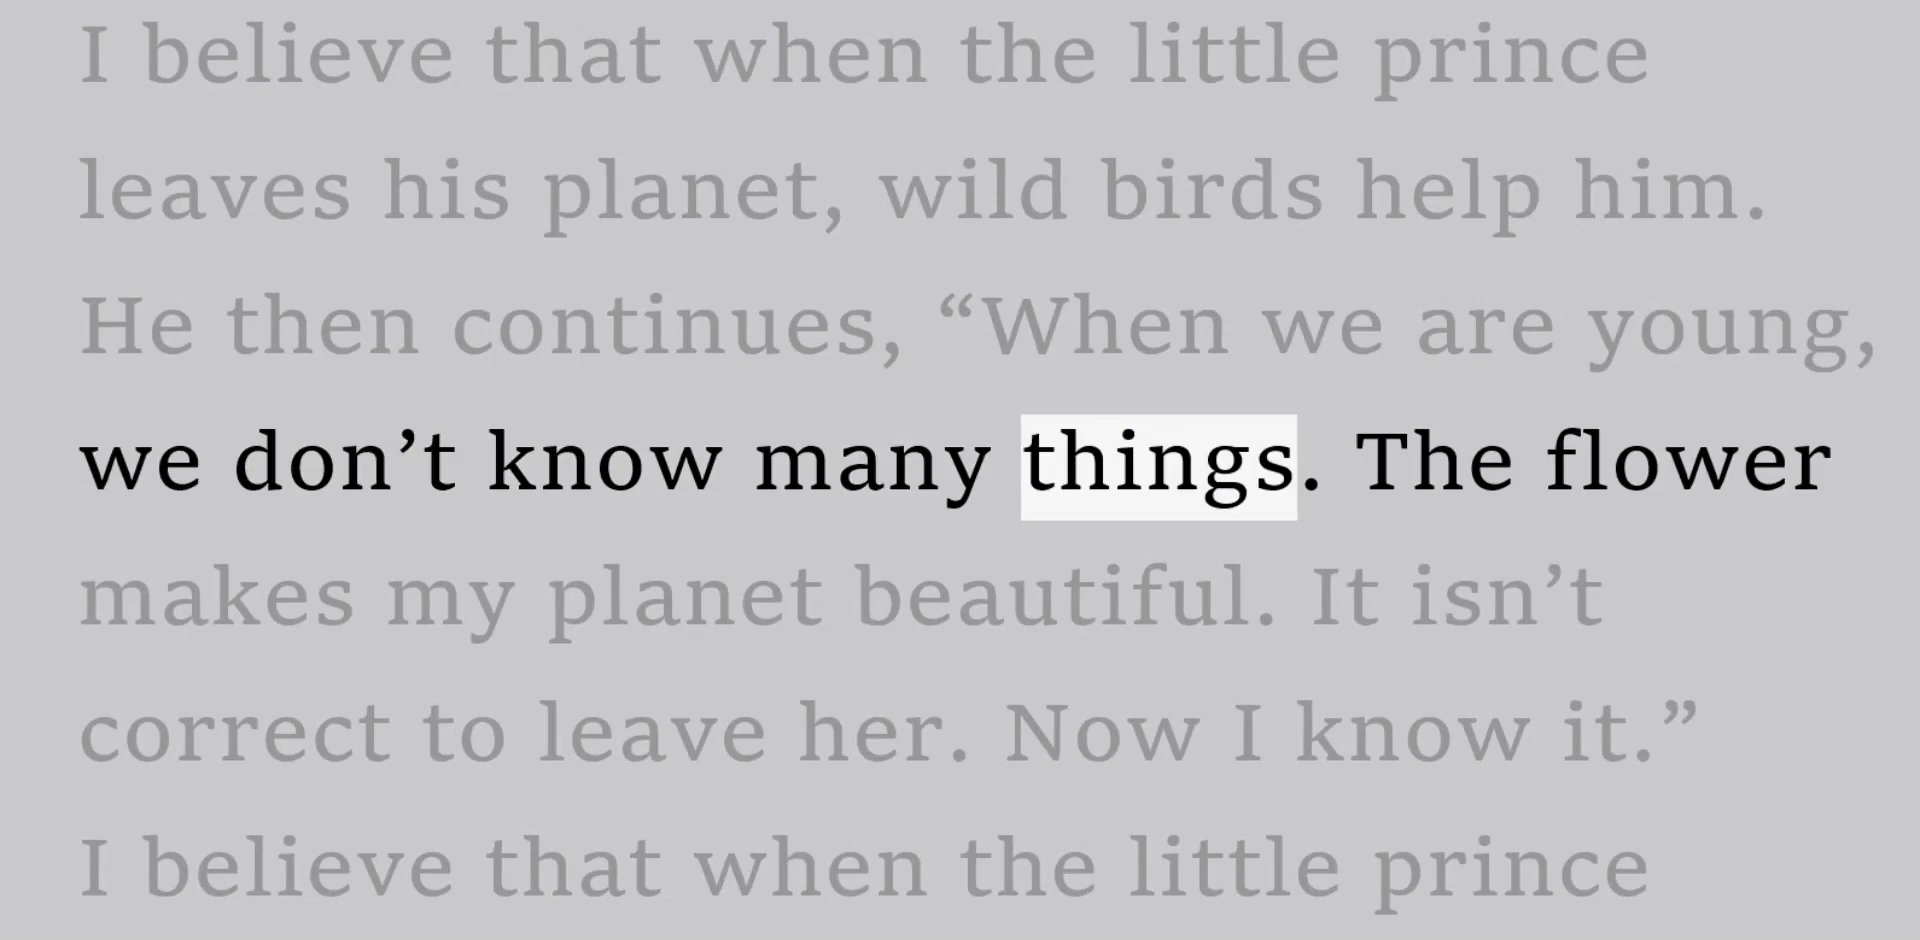 I believe that when the little prince
leaves his planet, wild birds help him.
He then continues, “When we are young,
we don’t know many things. The flower
makes my planet beautiful. It isn’t
correct to leave her. Now I know it.”
I believe that when the little prince